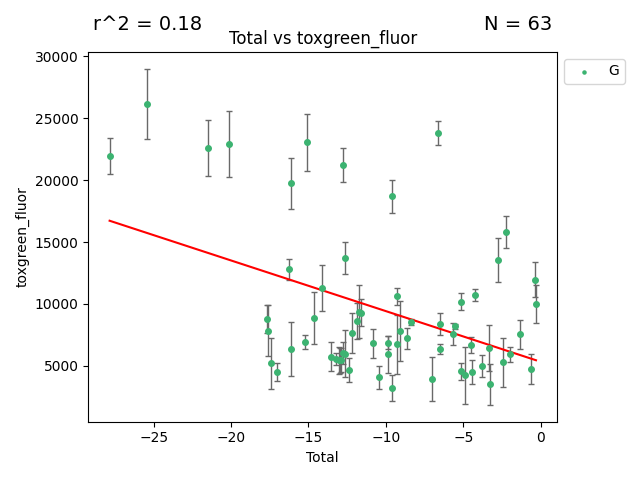 r^2 = 0.18
N = 63
Total vs toxgreen_fluor
G
30000
25000
20000
15000
10000
5000
toxgreen_fluor
−25
−20
−15
−10
−5
0
Total